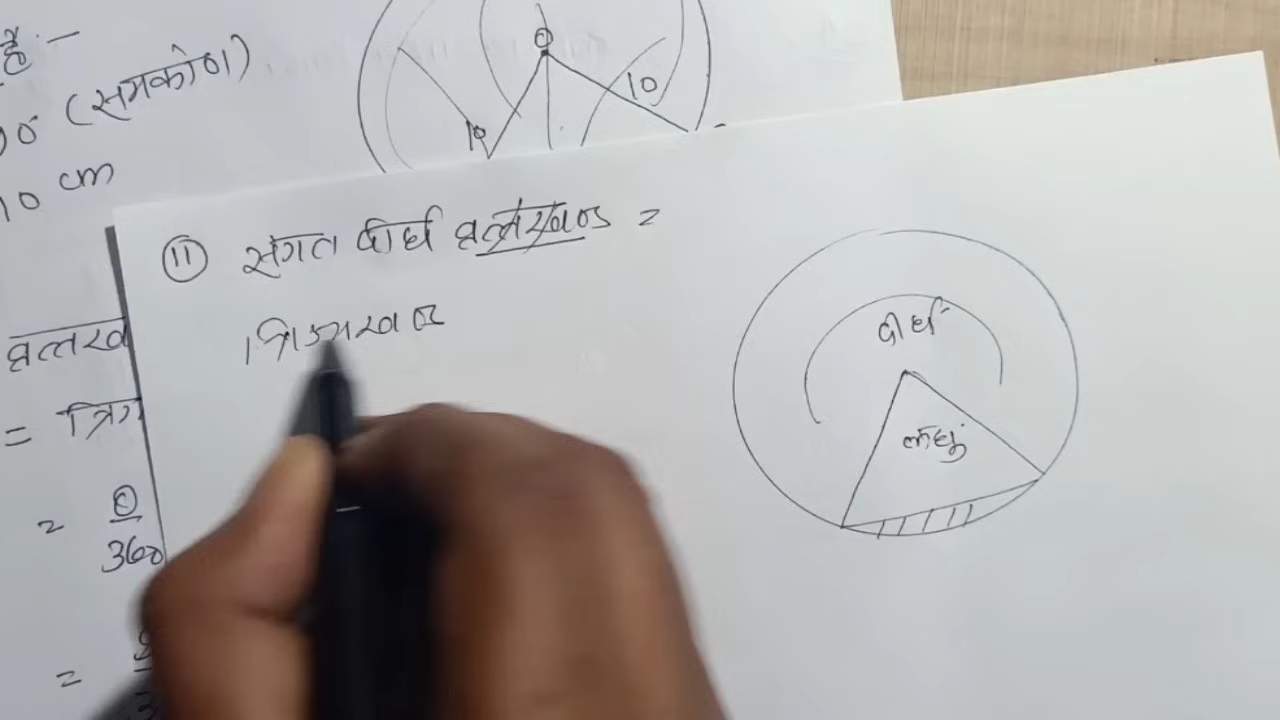 है :-
90° (समकोण)
10 cm
O
10
10
(11) संगत दीर्घ वृत्तखण्ड =
त्रिज्यखण्ड
दीर्घ
लघु
वृत्तख
= त्रिज
= θ
360
=